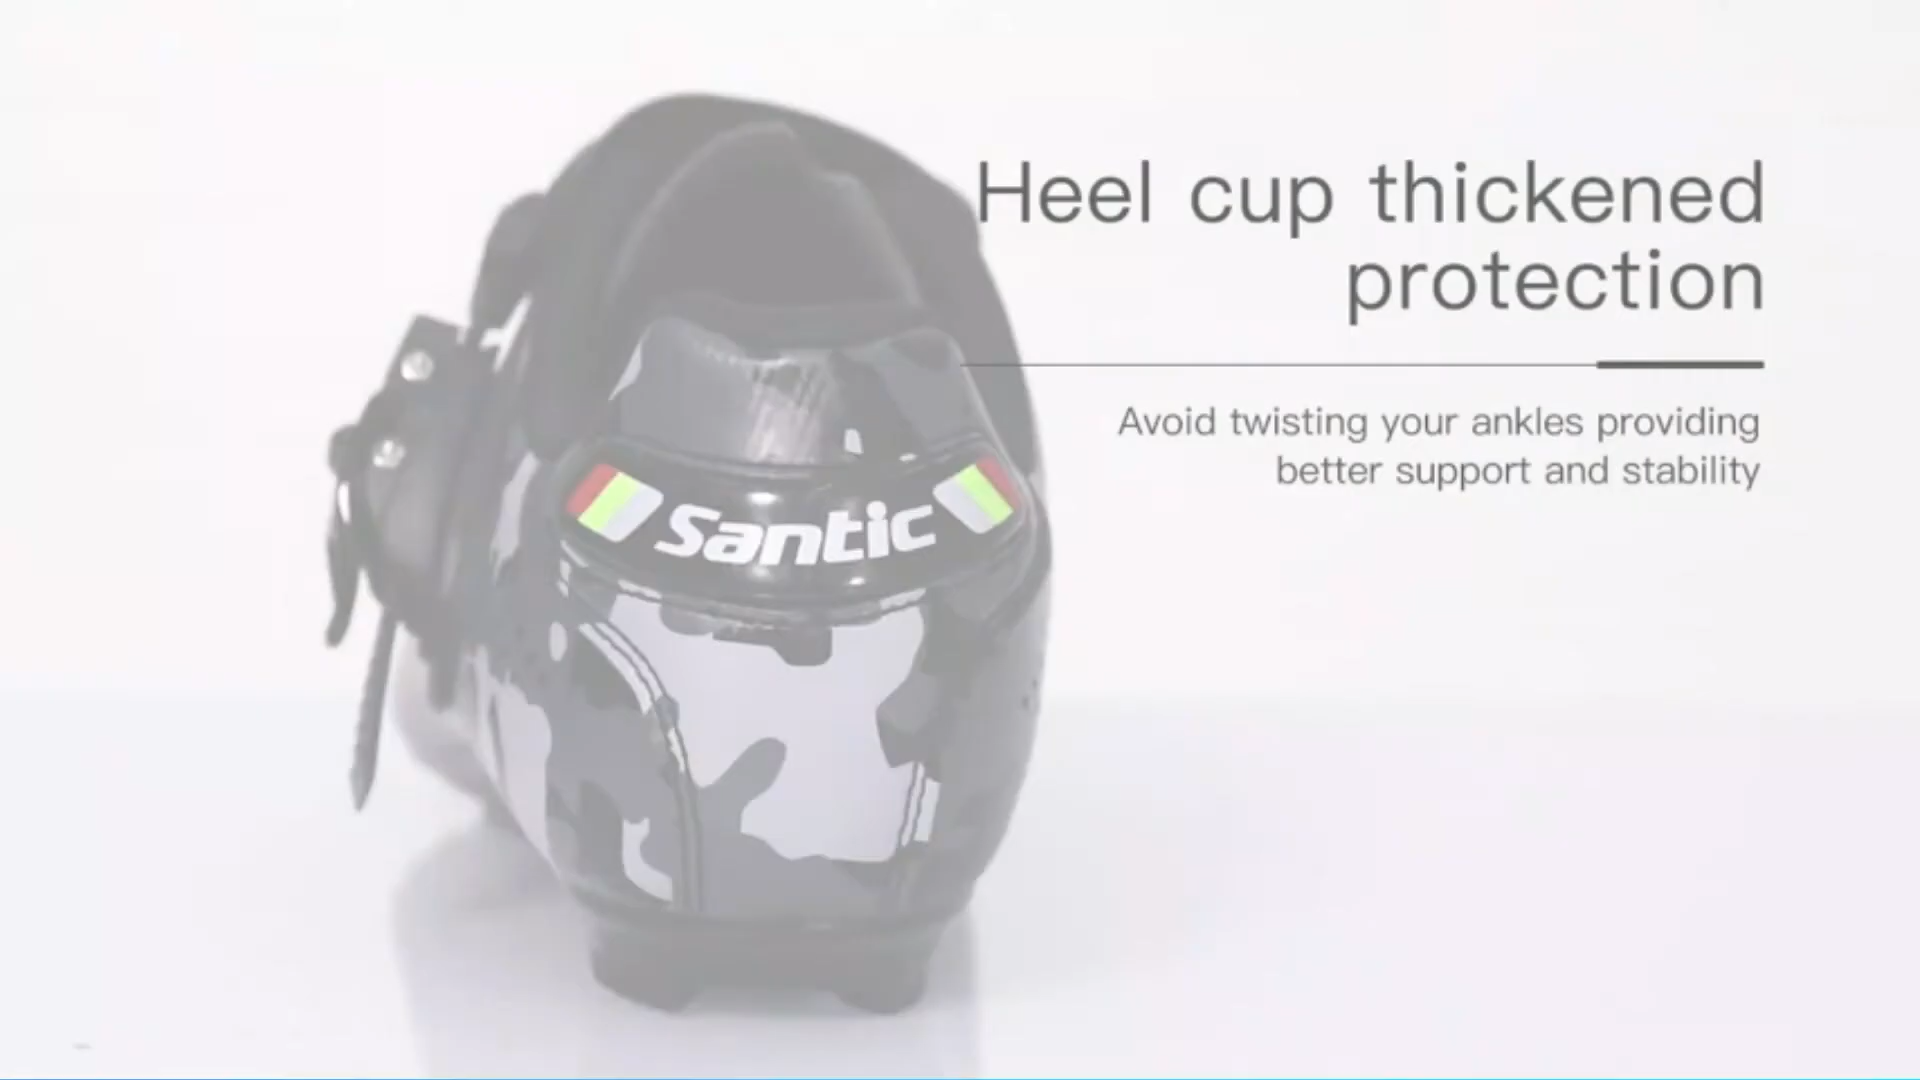 Heel cup thickened
protection
Avoid twisting your ankles providing
better support and stability
Santic